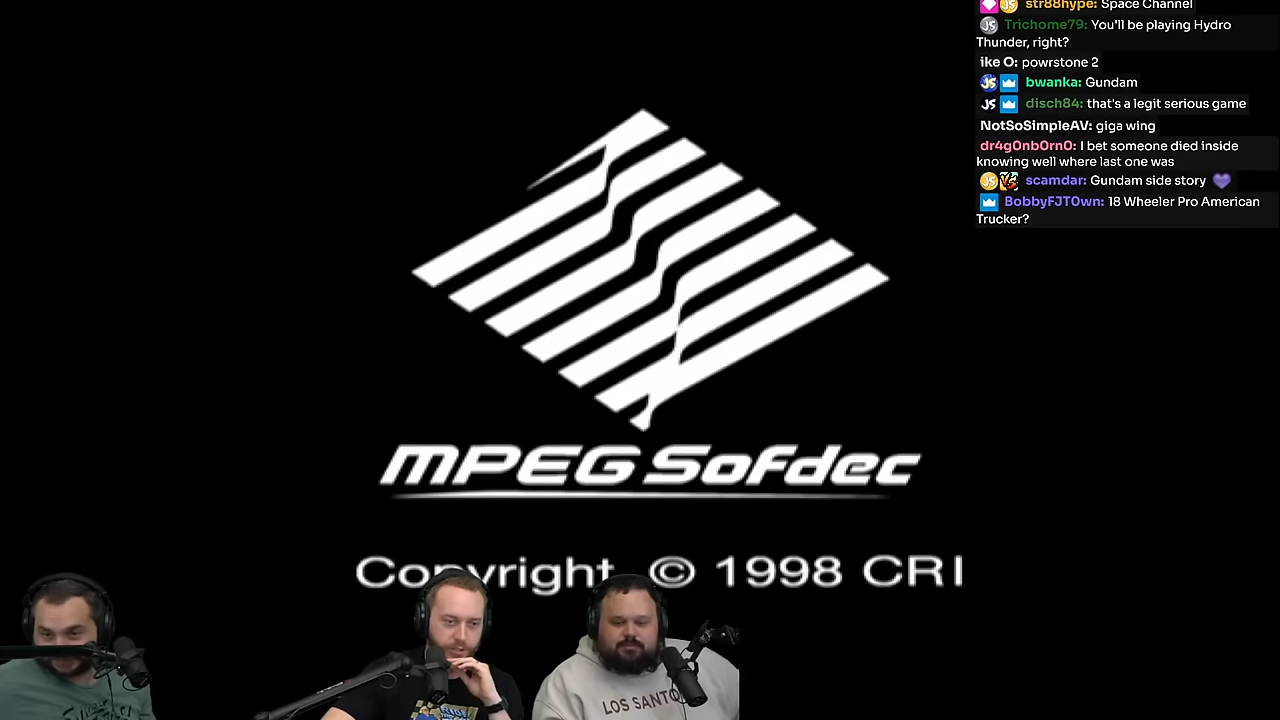 str88hype: Space Channel
Trichome79: You'll be playing Hydro
Thunder, right?
ike O: powrstone 2
bwanka: Gundam
JS disch84: that's a legit serious game
NotSoSimpleAV: giga wing
dr4g0nb0rn0: I bet someone died inside
knowing well where last one was
scamdar: Gundam side story
BobbyFJTOwn: 18 Wheeler Pro American
Trucker?
MPEG Sofdec
Copyright © 1998 CRI
LOS SANTO